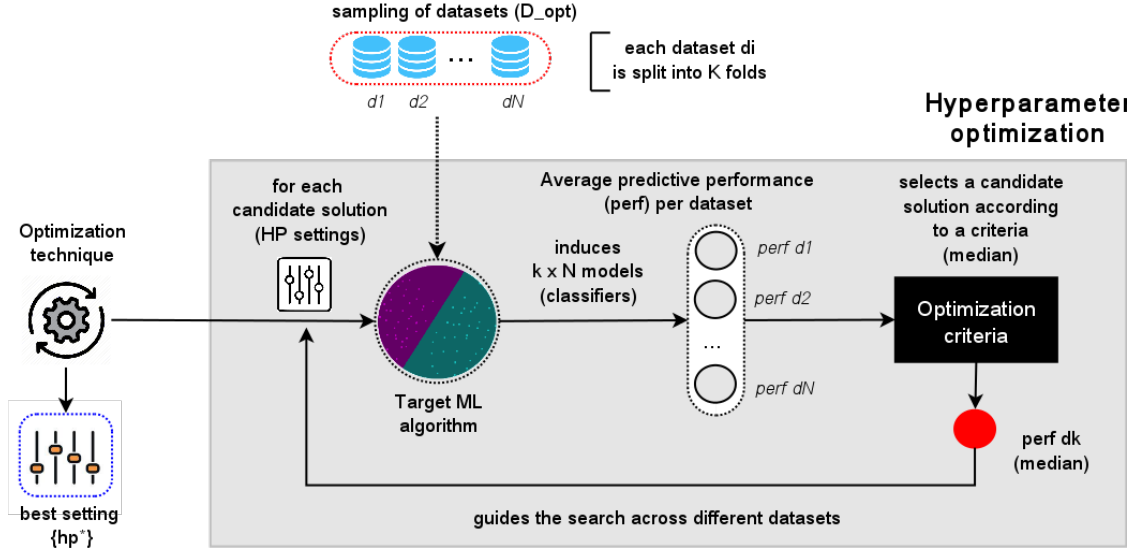 sampling of datasets (D_opt)
d1
d2
...
dN
each dataset di
is split into K folds
Hyperparameter
optimization
Optimization
technique
best setting
{hp*}
for each
candidate solution
(HP settings)
Target ML
algorithm
induces
k x N models
(classifiers)
Average predictive performance
(perf) per dataset
perf d1
perf d2
...
perf dN
selects a candidate
solution according
to a criteria
(median)
Optimization
criteria
perf dk
(median)
guides the search across different datasets